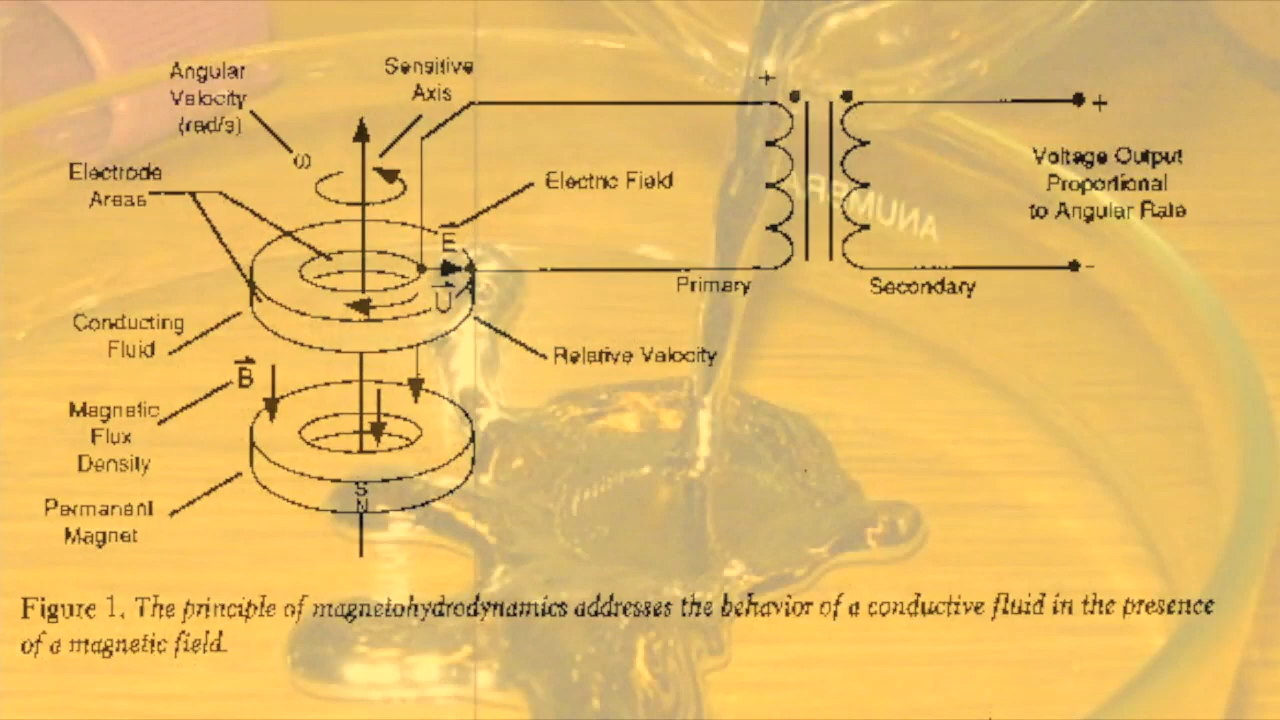 Angular
Velocity
(rad/s)
Sensitive
Axis
ω
Electrode
Areas
Electric Field
E
U
Conducting
Fluid
B
Relative Velocity
Magnetic
Flux
Density
S
N
Permanent
Magnet
+
Primary
Secondary
+
-
Voltage Output
Proportional
to Angular Rate
Figure 1. The principle of magnetohydrodynamics addresses the behavior of a conductive fluid in the presence
of a magnetic field.